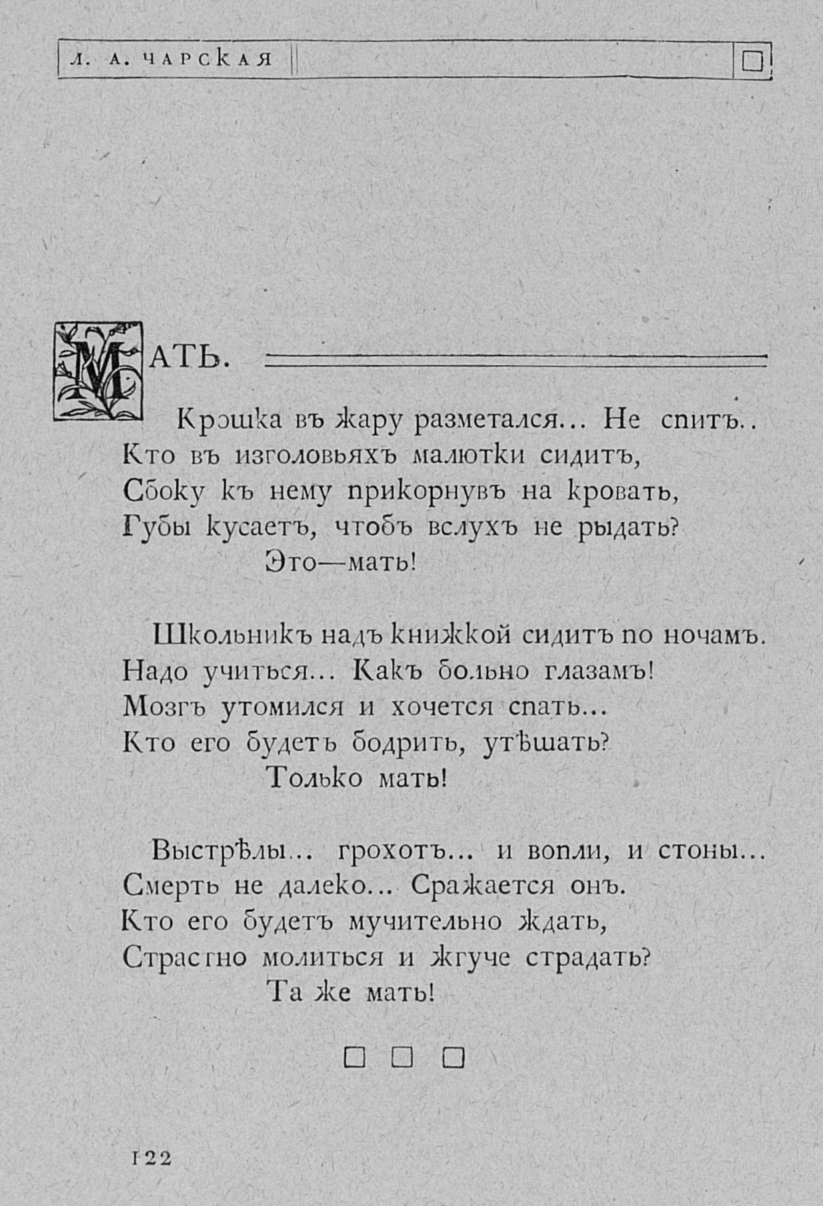 Л. А. ЧАРСКАЯ
МАТЬ.
Крошка въ жару разметался... Не спитъ..
Кто въ изголовьяхъ малютки сидитъ,
Сбоку къ нему прикорнувъ на кровать,
Губы кусаетъ, чтобъ вслухъ не рыдать?
Это—мать!
Школьникъ надъ книжкой сидитъ по ночамъ.
Надо учиться... Какъ больно глазамъ!
Мозгъ утомился и хочется спать...
Кто его будетъ бодрить, утѣшать?
Только мать!
Выстрѣлы... грохотъ... и вопли, и стоны...
Смерть не далеко... Сражается онъ.
Кто его будетъ мучительно ждать,
Страстно молиться и жгуче страдать?
Та же мать!
122